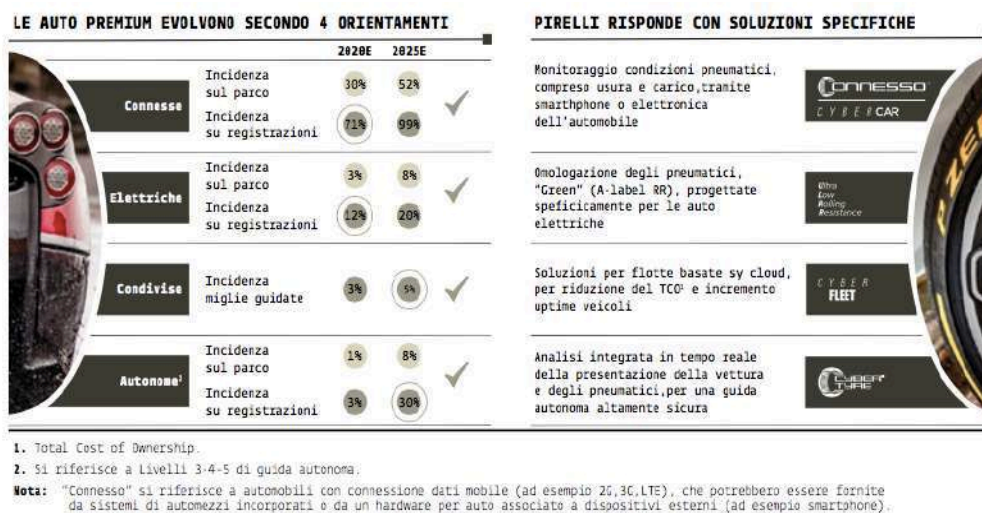 LE AUTO PREMIUM EVOLVONO SECONDO 4 ORIENTAMENTI
2020E 2025E
Connesse
Incidenza
sul parco
30% 52%
Incidenza
su registrazioni
71% 99%
Elettriche
Incidenza
sul parco
3% 8%
Incidenza
su registrazioni
12% 20%
Condivise
Incidenza
miglie guidate
3% 5%
Autonome²
Incidenza
sul parco
1% 8%
Incidenza
su registrazioni
3% 30%
PIRELLI RISPONDE CON SOLUZIONI SPECIFICHE
Monitoraggio condizioni pneumatici,
compreso usura e carico,tramite
smarthphone o elettronica
dell'automobile
CONNESSO
CYBER CAR
Omologazione degli pneumatici,
"Green" (A-label RR), progettate
speficicamente per le auto
elettriche
Ultra
Low
Rolling
Resistance
Soluzioni per flotte basate sy cloud,
per riduzione del TCO¹ e incremento
uptime veicoli
CYBER
FLEET
Analisi integrata in tempo reale
della presentazione della vettura
e degli pneumatici,per una guida
autonoma altamente sicura
CYBER
TYRE
P ZE
1. Total Cost of Ownership.
2. Si riferisce a Livelli 3-4-5 di guida autonoma.
Nota: "Connesso" si riferisce a automobili con connessione dati mobile (ad esempio 2G,3G,LTE), che potrebbero essere fornite
da sistemi di automezzi incorporati o da un hardware per auto associato a dispositivi esterni (ad esempio smartphone).